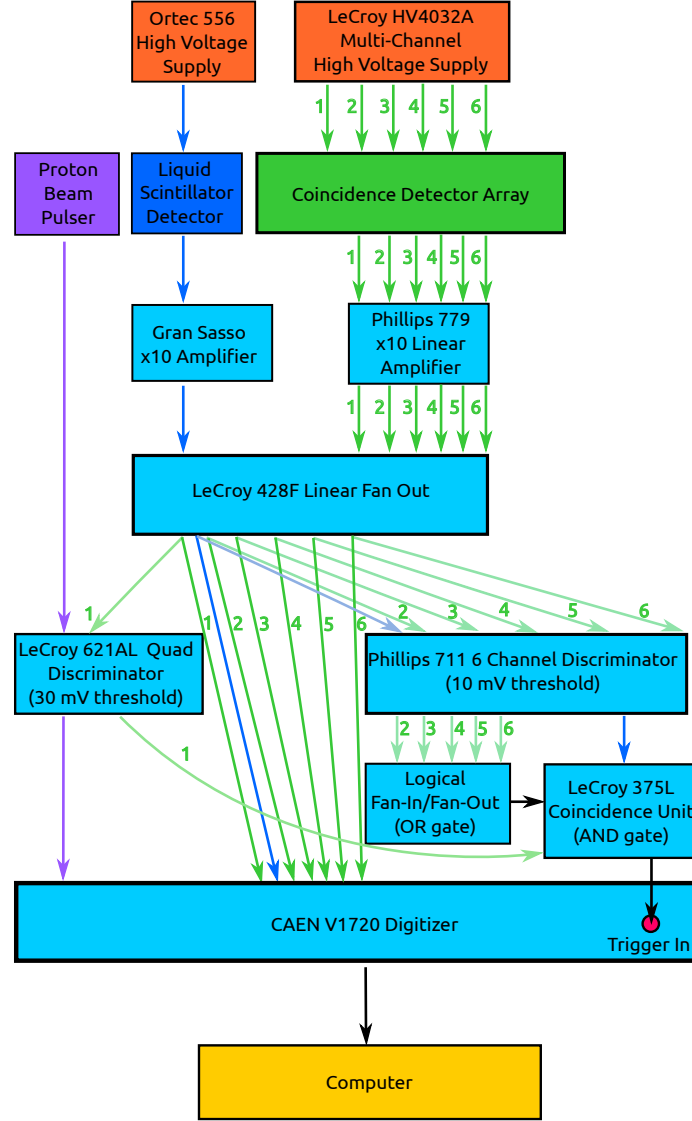 Ortec 556
High Voltage
Supply
LeCroy HV4032A
Multi-Channel
High Voltage Supply
1 2 3 4 5 6
Proton
Beam
Pulser
Liquid
Scintillator
Detector
Coincidence Detector Array
1 2 3 4 5 6
Gran Sasso
x10 Amplifier
Phillips 779
x10 Linear
Amplifier
1 2 3 4 5 6
LeCroy 428F Linear Fan Out
1
1 2 3 4 5 6
2 3 4 5 6
LeCroy 621AL Quad
Discriminator
(30 mV threshold)
Phillips 711 6 Channel Discriminator
(10 mV threshold)
1
2 3 4 5 6
Logical
Fan-In/Fan-Out
(OR gate)
LeCroy 375L
Coincidence Unit
(AND gate)
CAEN V1720 Digitizer
Trigger In
Computer